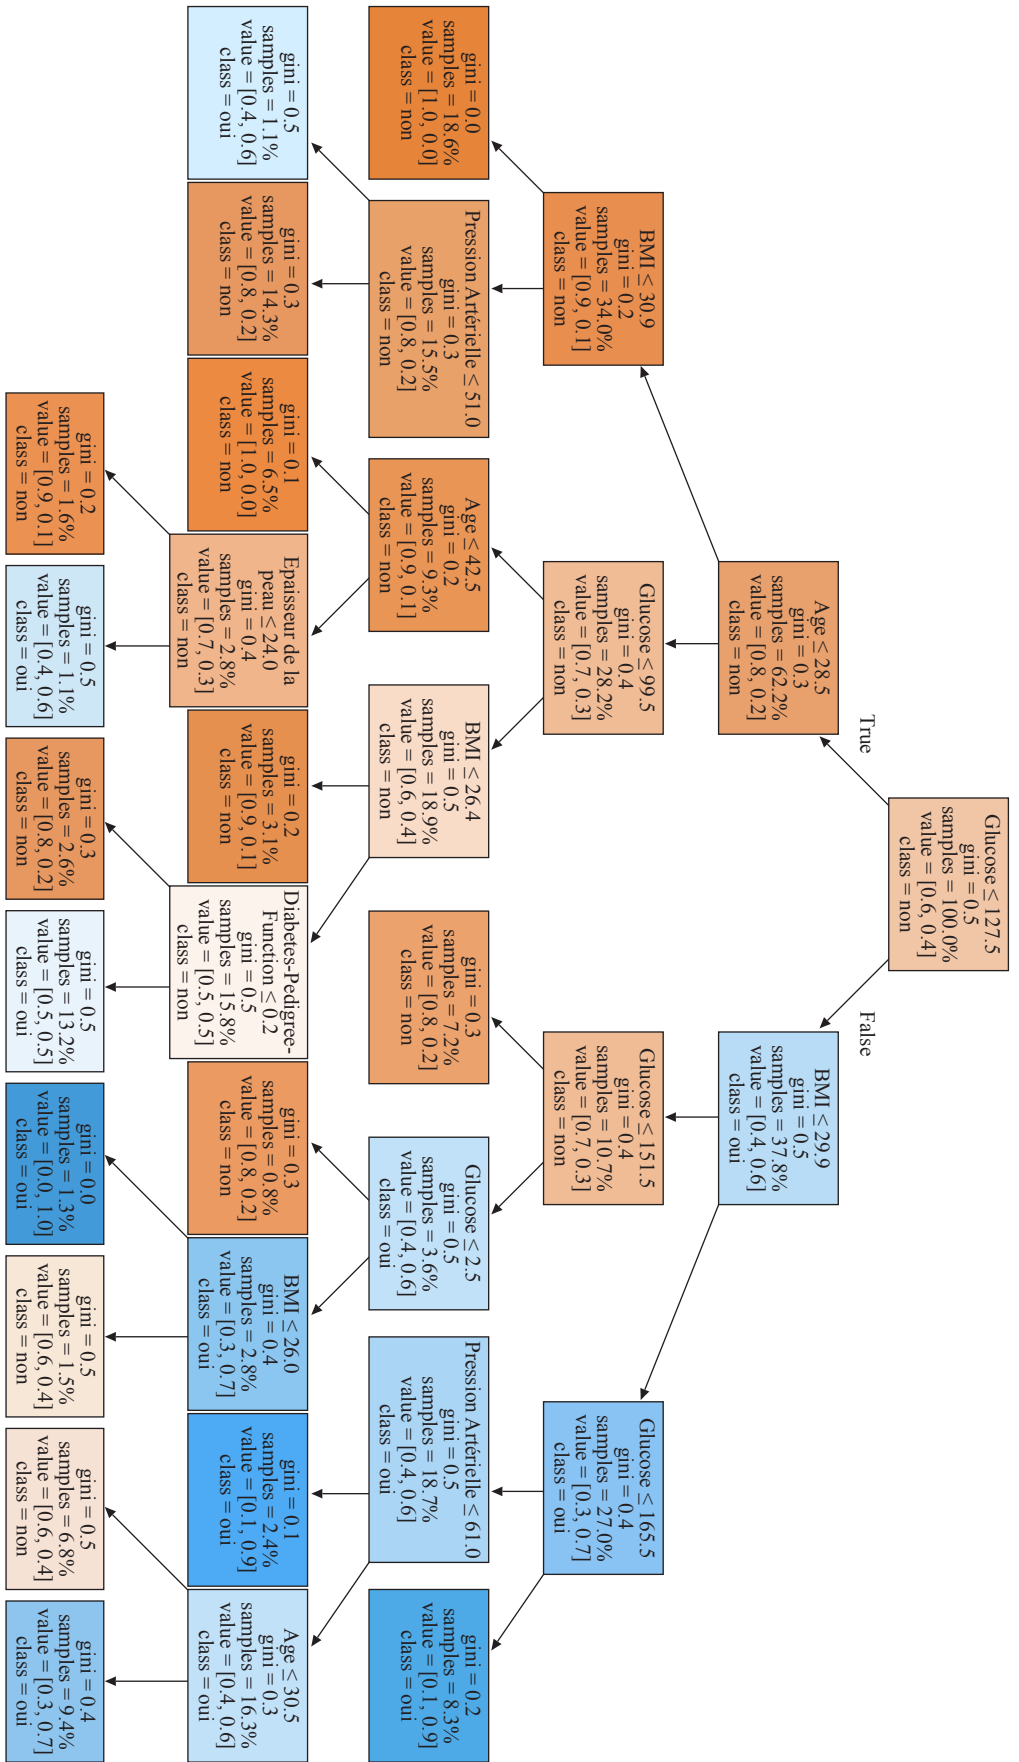 Glucose ≤ 127.5
gini = 0.5
samples = 100.0%
value = [0.6, 0.4]
class = non
True
False
Age ≤ 28.5
gini = 0.3
samples = 62.2%
value = [0.8, 0.2]
class = non
BMI ≤ 29.9
gini = 0.5
samples = 37.8%
value = [0.4, 0.6]
class = oui
BMI ≤ 30.9
gini = 0.2
samples = 34.0%
value = [0.9, 0.1]
class = non
Glucose ≤ 99.5
gini = 0.4
samples = 28.2%
value = [0.7, 0.3]
class = non
Glucose ≤ 151.5
gini = 0.4
samples = 10.7%
value = [0.7, 0.3]
class = non
Glucose ≤ 165.5
gini = 0.4
samples = 27.0%
value = [0.3, 0.7]
class = oui
gini = 0.0
samples = 18.6%
value = [1.0, 0.0]
class = non
Pression Artérielle ≤ 51.0
gini = 0.3
samples = 15.5%
value = [0.8, 0.2]
class = non
Age ≤ 42.5
gini = 0.2
samples = 9.3%
value = [0.9, 0.1]
class = non
BMI ≤ 26.4
gini = 0.5
samples = 18.9%
value = [0.6, 0.4]
class = non
gini = 0.3
samples = 7.2%
value = [0.8, 0.2]
class = non
Glucose ≤ 2.5
gini = 0.5
samples = 3.6%
value = [0.4, 0.6]
class = oui
Pression Artérielle ≤ 61.0
gini = 0.5
samples = 18.7%
value = [0.4, 0.6]
class = oui
gini = 0.2
samples = 8.3%
value = [0.1, 0.9]
class = oui
gini = 0.5
samples = 1.1%
value = [0.4, 0.6]
class = oui
gini = 0.3
samples = 14.3%
value = [0.8, 0.2]
class = non
gini = 0.1
samples = 6.5%
value = [1.0, 0.0]
class = non
Epaisseur de la
peau ≤ 24.0
gini = 0.4
samples = 2.8%
value = [0.7, 0.3]
class = non
gini = 0.2
samples = 3.1%
value = [0.9, 0.1]
class = non
Diabetes-Pedigree-
Function ≤ 0.2
gini = 0.5
samples = 15.8%
value = [0.5, 0.5]
class = non
gini = 0.3
samples = 0.8%
value = [0.8, 0.2]
class = non
BMI ≤ 26.0
gini = 0.4
samples = 2.8%
value = [0.3, 0.7]
class = oui
gini = 0.1
samples = 2.4%
value = [0.1, 0.9]
class = oui
Age ≤ 30.5
gini = 0.3
samples = 16.3%
value = [0.4, 0.6]
class = oui
gini = 0.2
samples = 1.6%
value = [0.9, 0.1]
class = non
gini = 0.5
samples = 1.1%
value = [0.4, 0.6]
class = oui
gini = 0.3
samples = 2.6%
value = [0.8, 0.2]
class = non
gini = 0.5
samples = 13.2%
value = [0.5, 0.5]
class = oui
gini = 0.0
samples = 1.3%
value = [0.0, 1.0]
class = oui
gini = 0.5
samples = 1.5%
value = [0.6, 0.4]
class = non
gini = 0.5
samples = 6.8%
value = [0.6, 0.4]
class = non
gini = 0.4
samples = 9.4%
value = [0.3, 0.7]
class = oui